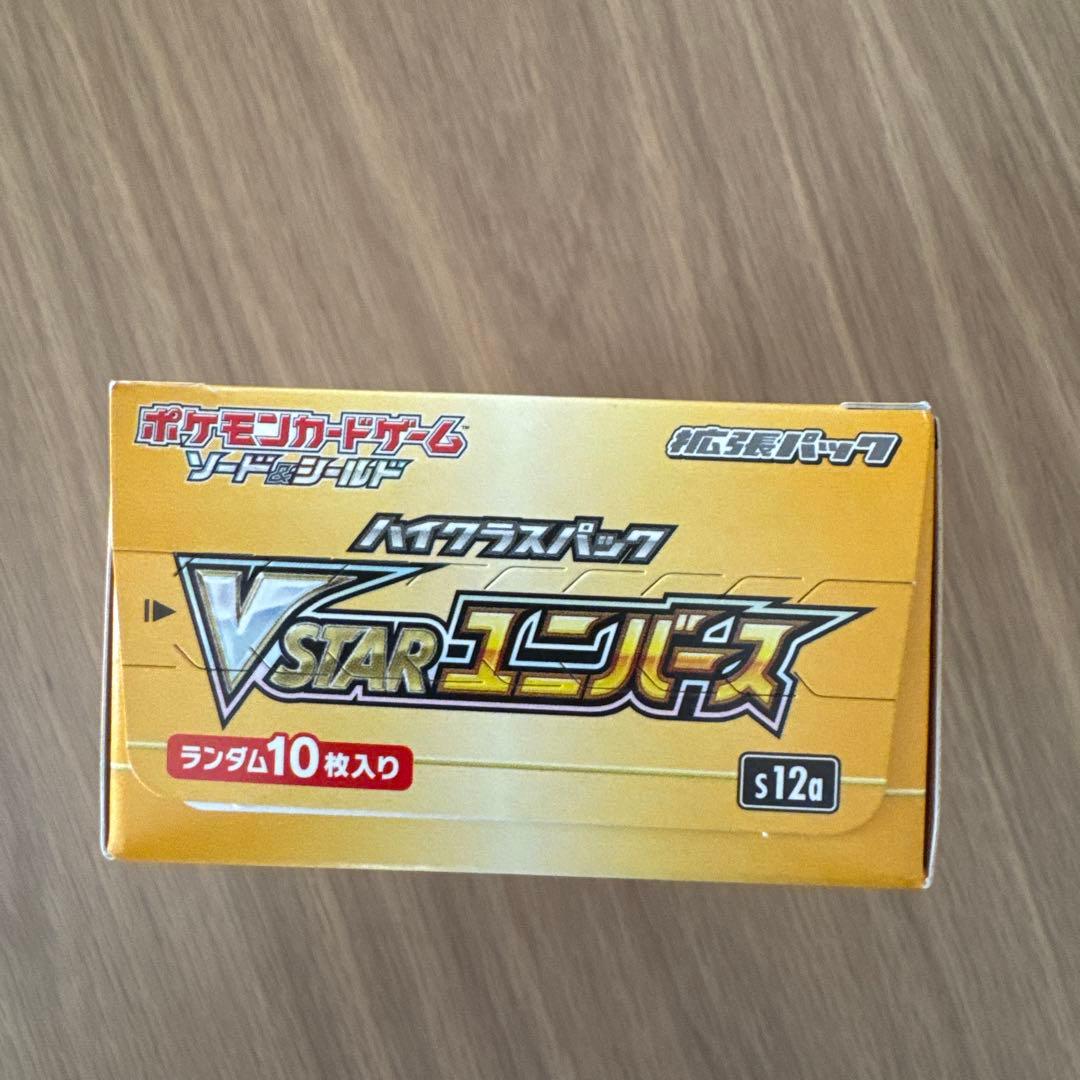 ポケモンカードゲーム™
ソード&シールド
拡張パック
ハイクラスパック
VSTARユニバース
ランダム10枚入り
s12a